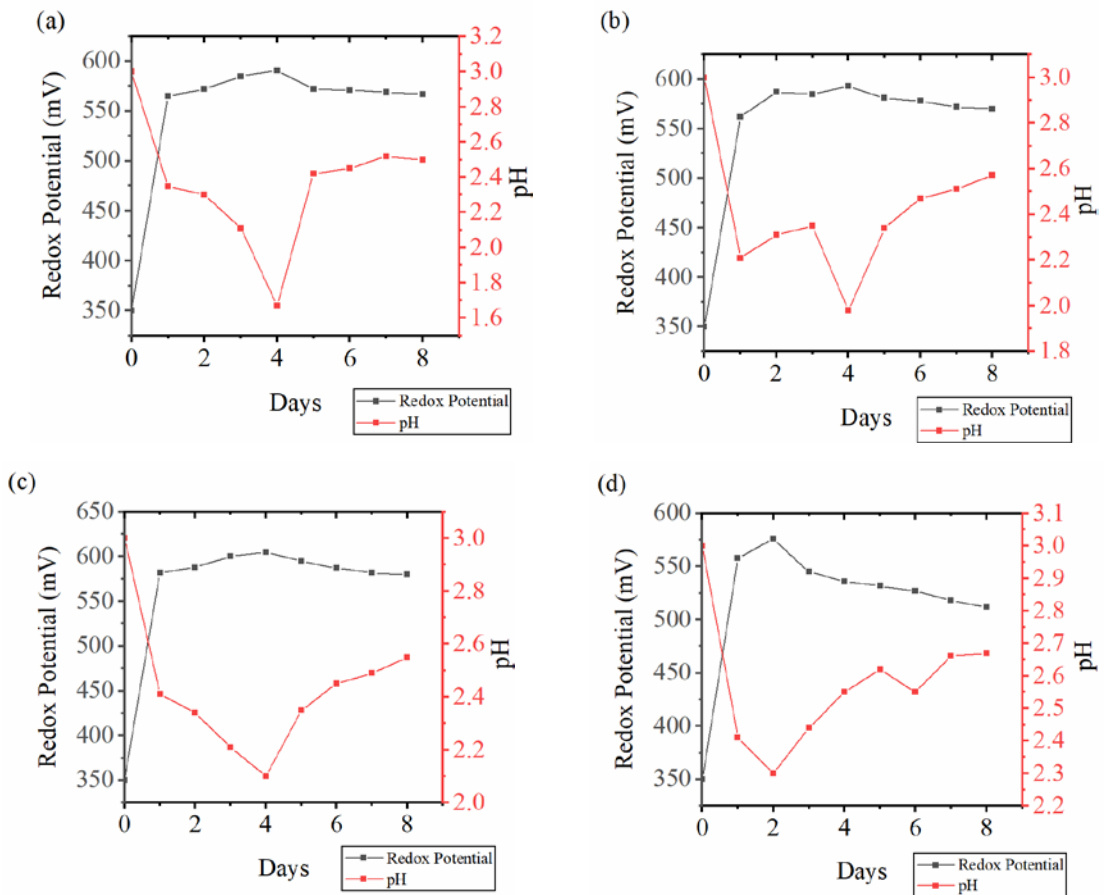 (a)
600
550
500
450
400
350
Redox Potential (mV)
3.2
3.0
2.8
2.6
2.4
2.2
2.0
1.8
1.6
pH
0 2 4 6 8
Days
Redox Potential
pH
(b)
600
550
500
450
400
350
Redox Potential (mV)
3.0
2.8
2.6
2.4
2.2
2.0
1.8
pH
0 2 4 6 8
Days
Redox Potential
pH
(c)
650
600
550
500
450
400
350
Redox Potential (mV)
3.0
2.8
2.6
2.4
2.2
2.0
pH
0 2 4 6 8
Days
Redox Potential
pH
(d)
600
550
500
450
400
350
Redox Potential (mV)
3.1
3.0
2.9
2.8
2.7
2.6
2.5
2.4
2.3
2.2
pH
0 2 4 6 8
Days
Redox Potential
pH